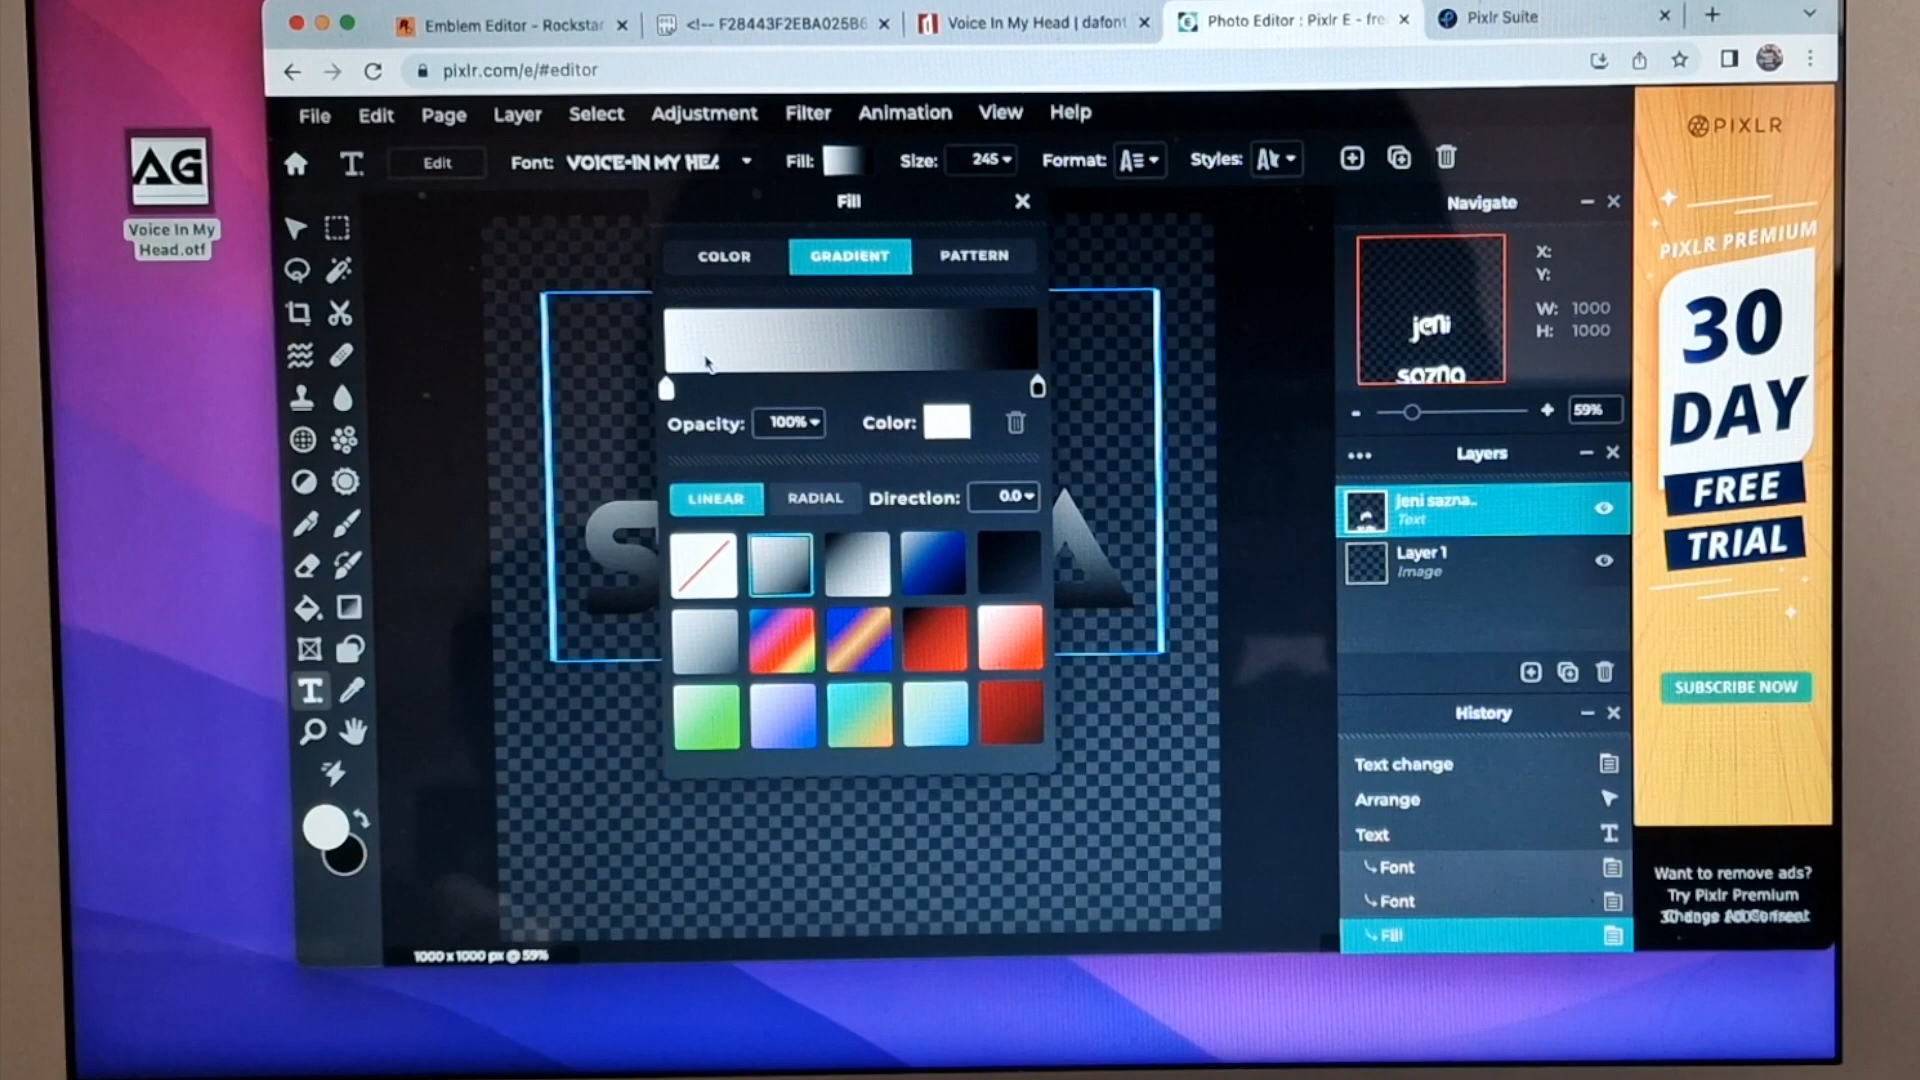 Emblem Editor - Rockstar
<!-- F28443F2EBA025B6
Voice In My Head | dafont
Photo Editor : Pixlr E - fre
Pixlr Suite
pixlr.com/e/#editor
File Edit Page Layer Select Adjustment Filter Animation View Help
Edit
Font: VOICE-IN MY HEA
Fill:
Size: 245
Format:
Styles:
AG
Voice In My
Head.otf
Fill
COLOR GRADIENT PATTERN
Opacity: 100%
Color:
LINEAR RADIAL Direction: 0.0
S A
1000 x 1000 px @ 59%
Navigate
jeni
sazna
X:
Y:
W: 1000
H: 1000
59%
Layers
jeni sazna..
Text
Layer 1
Image
History
Text change
Arrange
Text
Font
Font
Fill
PIXLR
PIXLR PREMIUM
30
DAY
FREE
TRIAL
SUBSCRIBE NOW
Want to remove ads?
Try Pixlr Premium